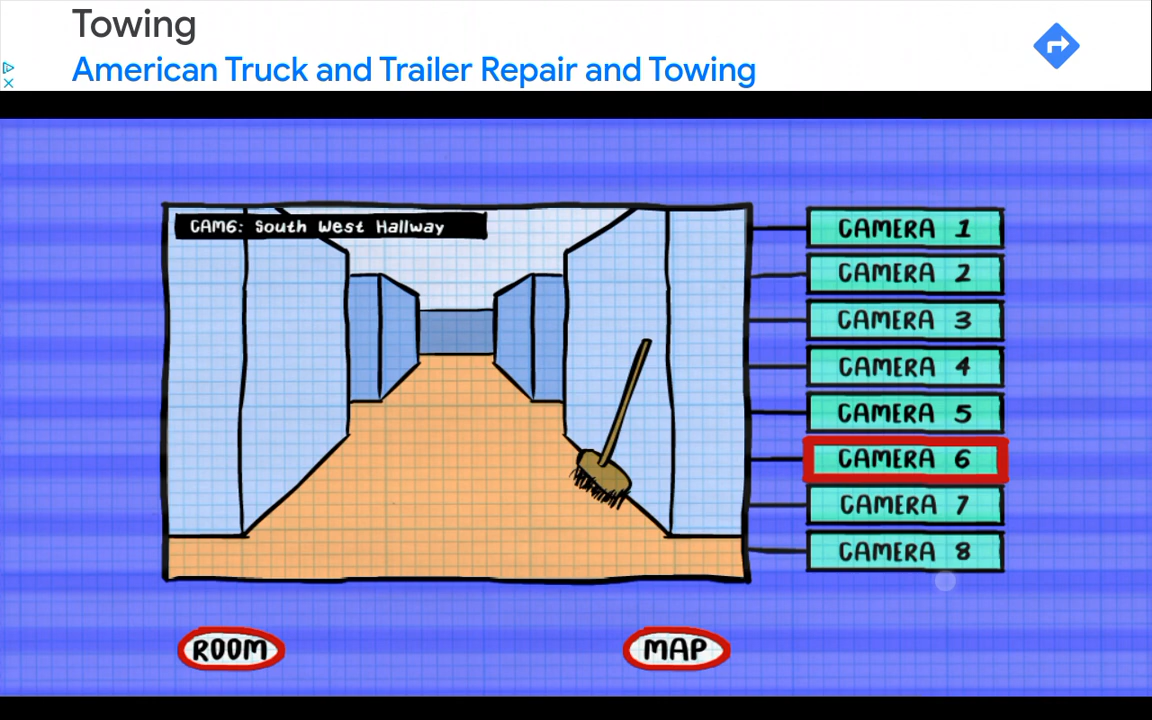 Towing
American Truck and Trailer Repair and Towing
CAM6: South West Hallway
CAMERA 1
CAMERA 2
CAMERA 3
CAMERA 4
CAMERA 5
CAMERA 6
CAMERA 7
CAMERA 8
ROOM
MAP